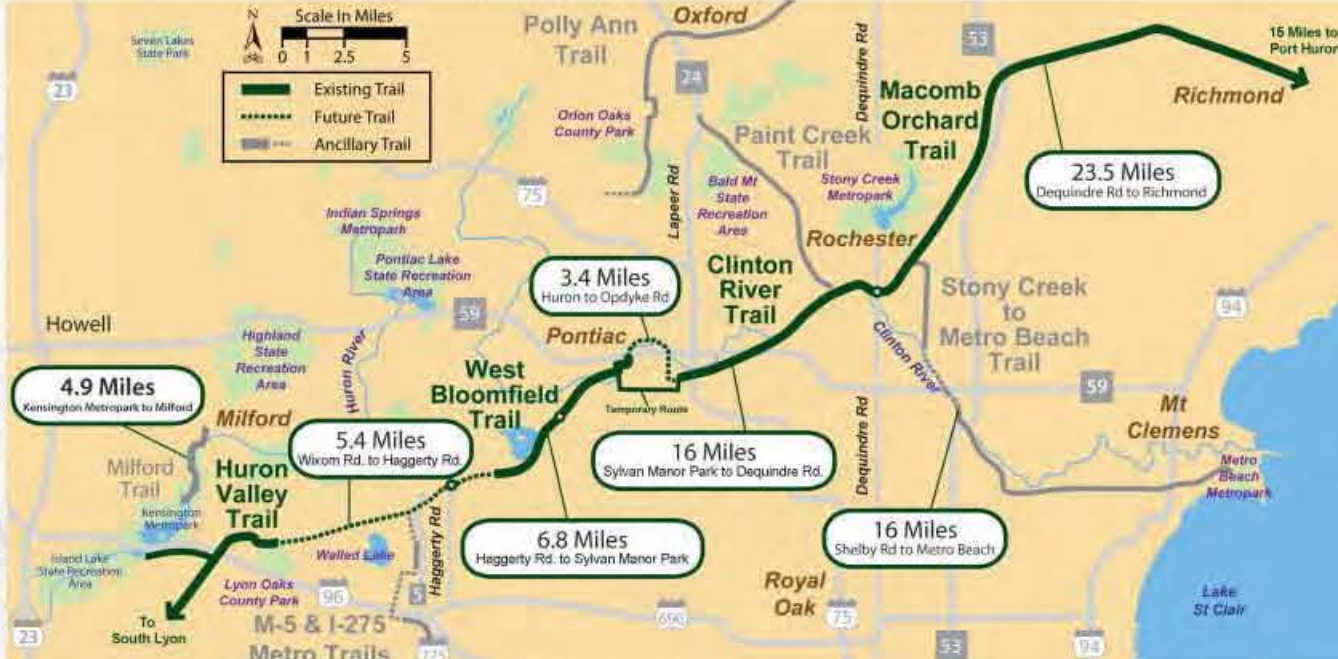 N
Scale In Miles
0 1 2.5 5
Existing Trail
Future Trail
Ancillary Trail
Seven Lakes
State Park
23
Polly Ann
Trail
Oxford
Dequindre Rd
53
15 Miles to
Port Huron
24
Richmond
Macomb
Orchard
Trail
Orion Oaks
County Park
Paint Creek
Trail
23.5 Miles
Dequindre Rd to Richmond
75
Lapeer Rd
Bald Mt
State
Recreation
Area
Stony Creek
Metropark
Indian Springs
Metropark
Rochester
Pontiac Lake
State Recreation
Area
3.4 Miles
Huron to Opdyke Rd
Clinton
River
Trail
Stony Creek
to
Metro Beach
Trail
94
59
Howell
Pontiac
Highland
State
Recreation
Area
Huron River
Clinton River
West
Bloomfield
Trail
4.9 Miles
Kensington Metropark to Milford
59
Temporary Route
Milford
Mt
Clemens
5.4 Miles
Wixom Rd. to Haggerty Rd.
16 Miles
Sylvan Manor Park to Dequindre Rd.
Dequindre Rd
Milford
Trail
Huron
Valley
Trail
Metro
Beach
Metropark
Kensington
Metropark
Haggerty Rd
6.8 Miles
Haggerty Rd. to Sylvan Manor Park
16 Miles
Shelby Rd to Metro Beach
Walled Lake
Island Lake
State Recreation
Area
Lyon Oaks
County Park
96
5
Royal
Oak
Lake
St Clair
To
South Lyon
696
75
23
M-5 & I-275
Metro Trails
275
53
94